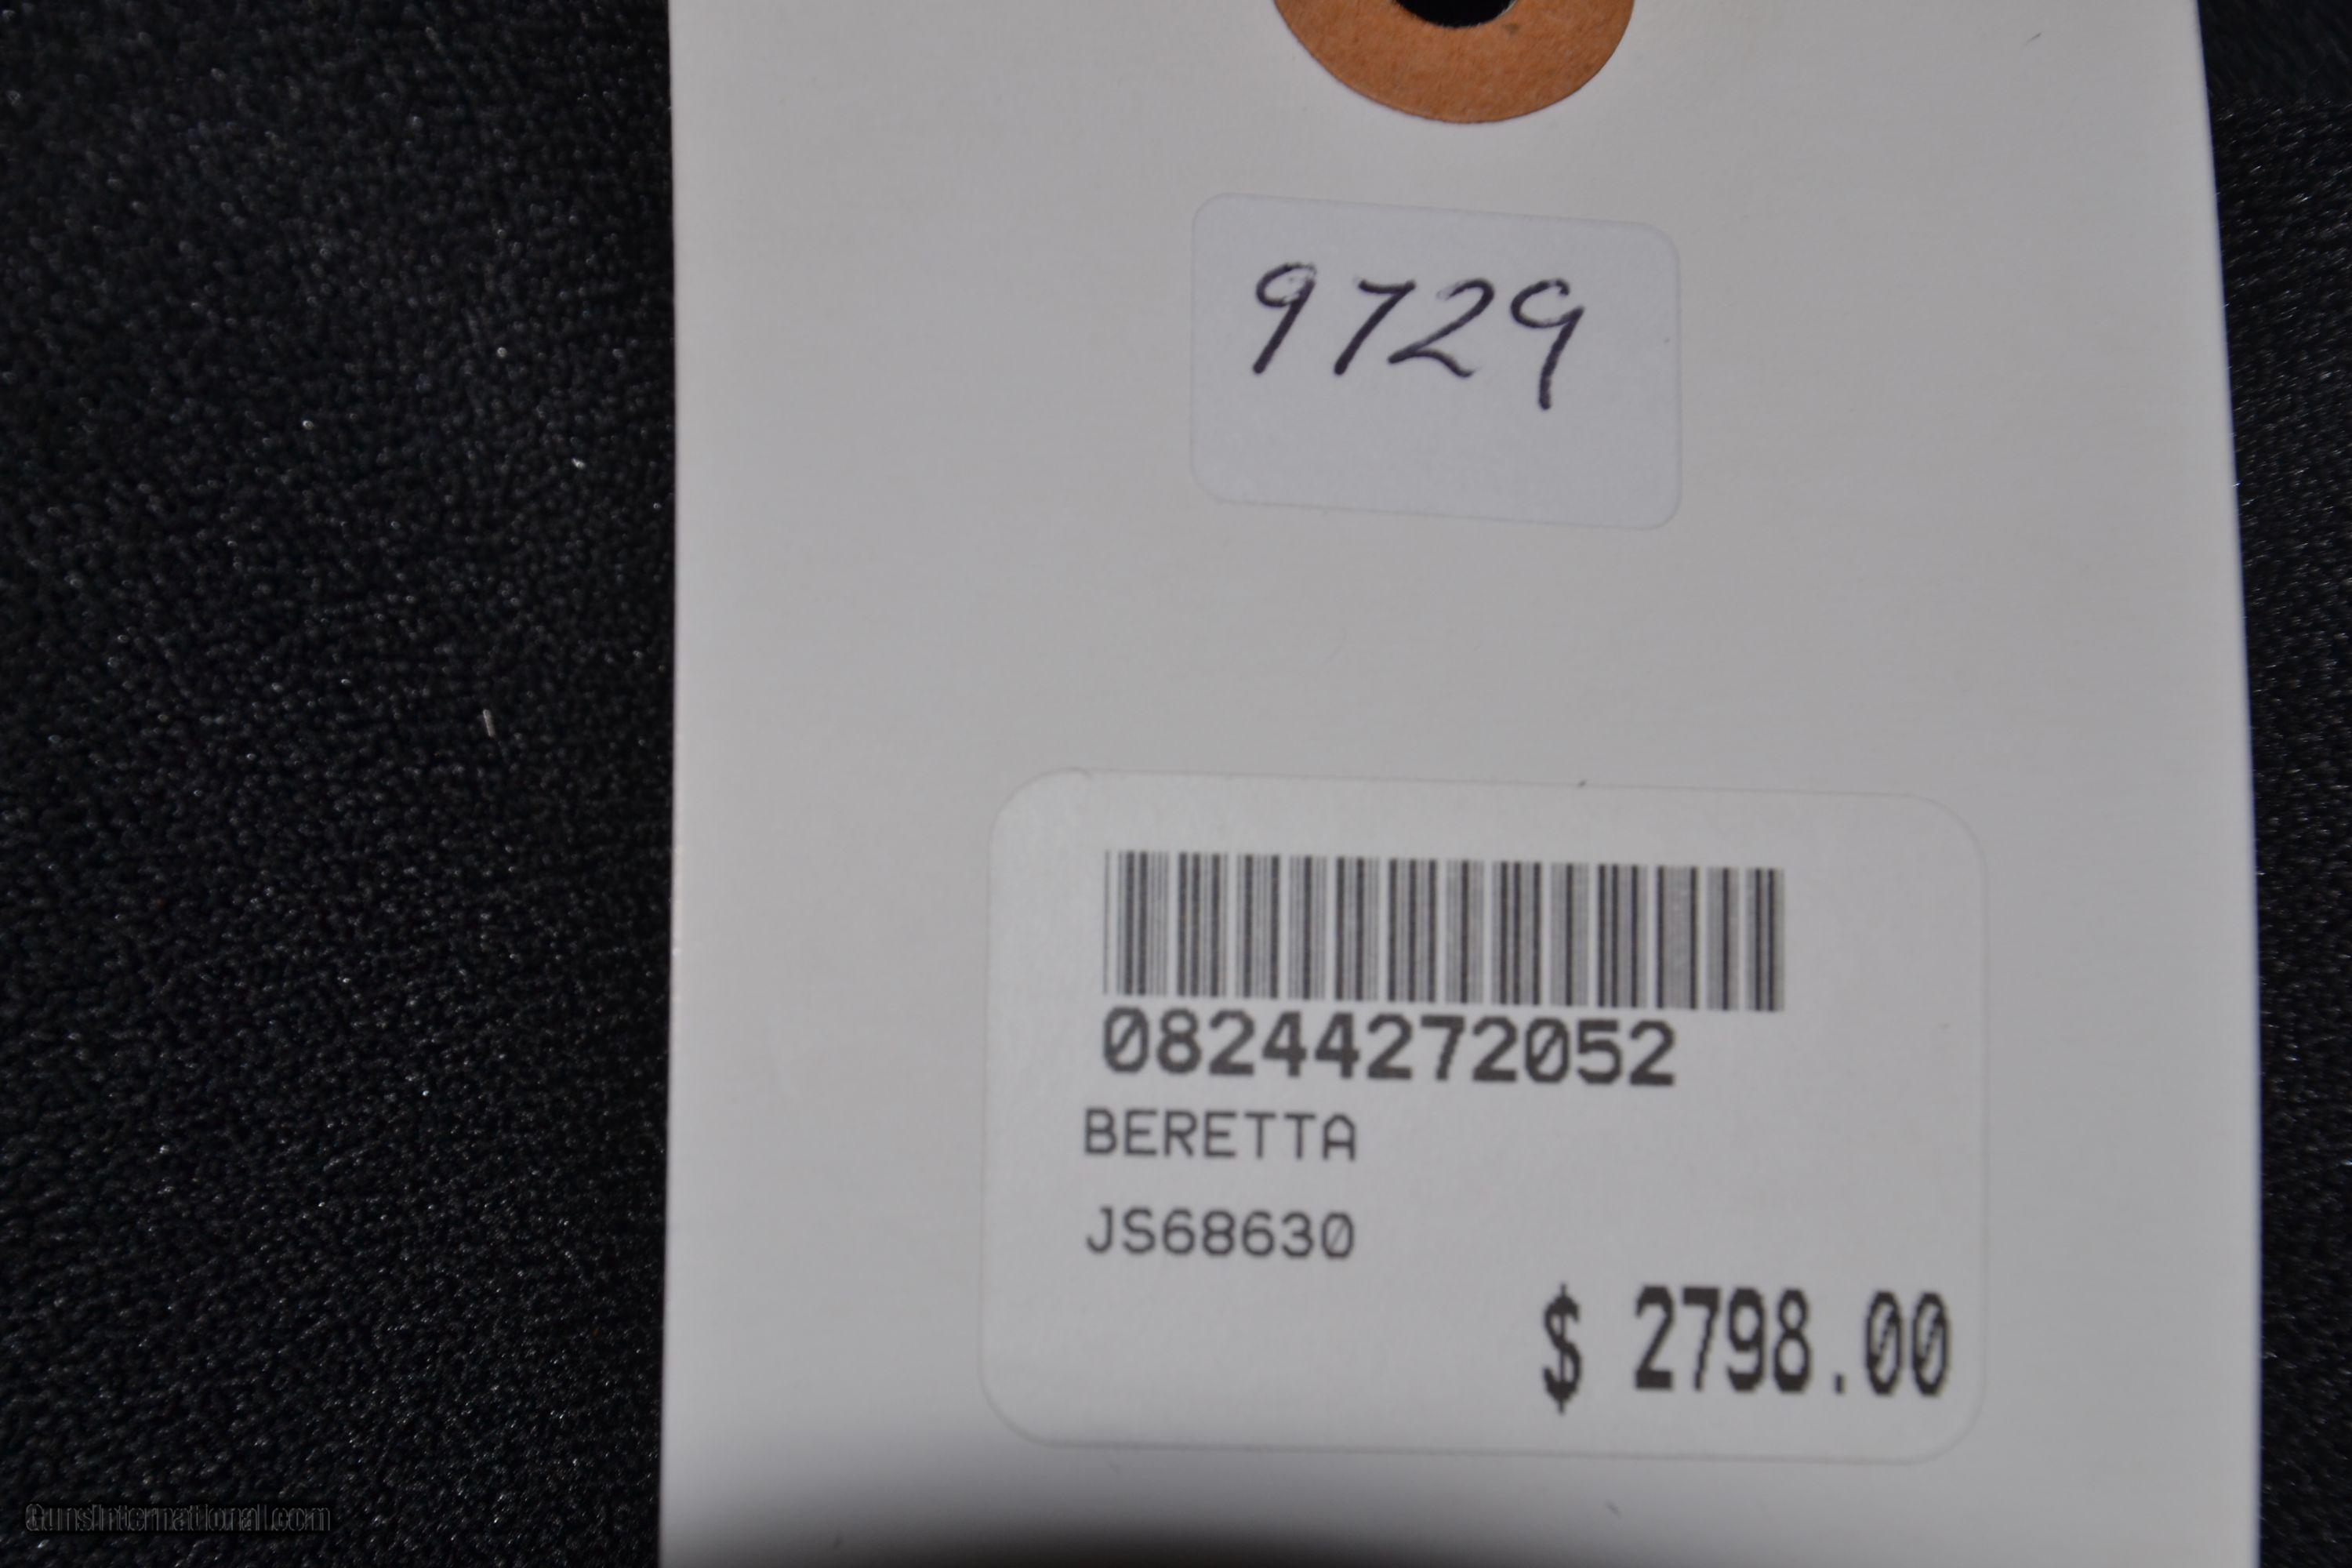 9729
08244272052
BERETTA
JS68630
$ 2798.00
GunsInternational.com